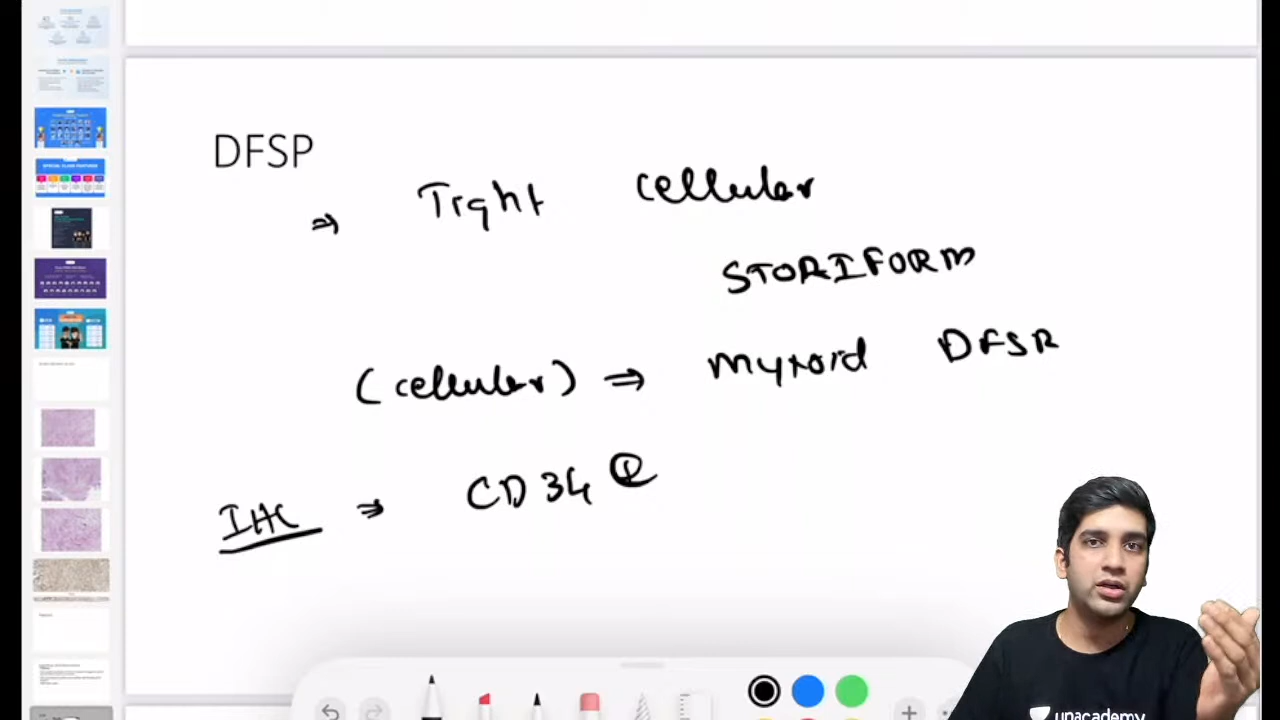 DFSP
⇒ Tight cellular
STORIFORM
(cellular) ⇒ Myxoid DFSP
IHC ⇒ CD34 ⊕
unacademy